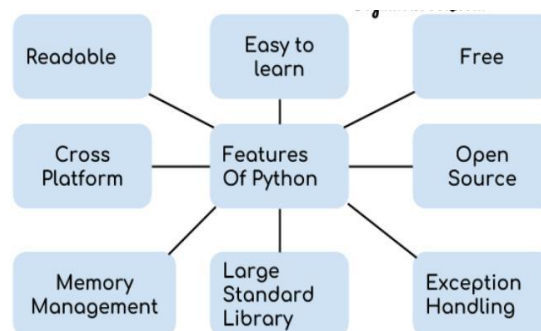 Readable
Easy to
learn
Free
Cross
Platform
Features
Of Python
Open
Source
Memory
Management
Large
Standard
Library
Exception
Handling